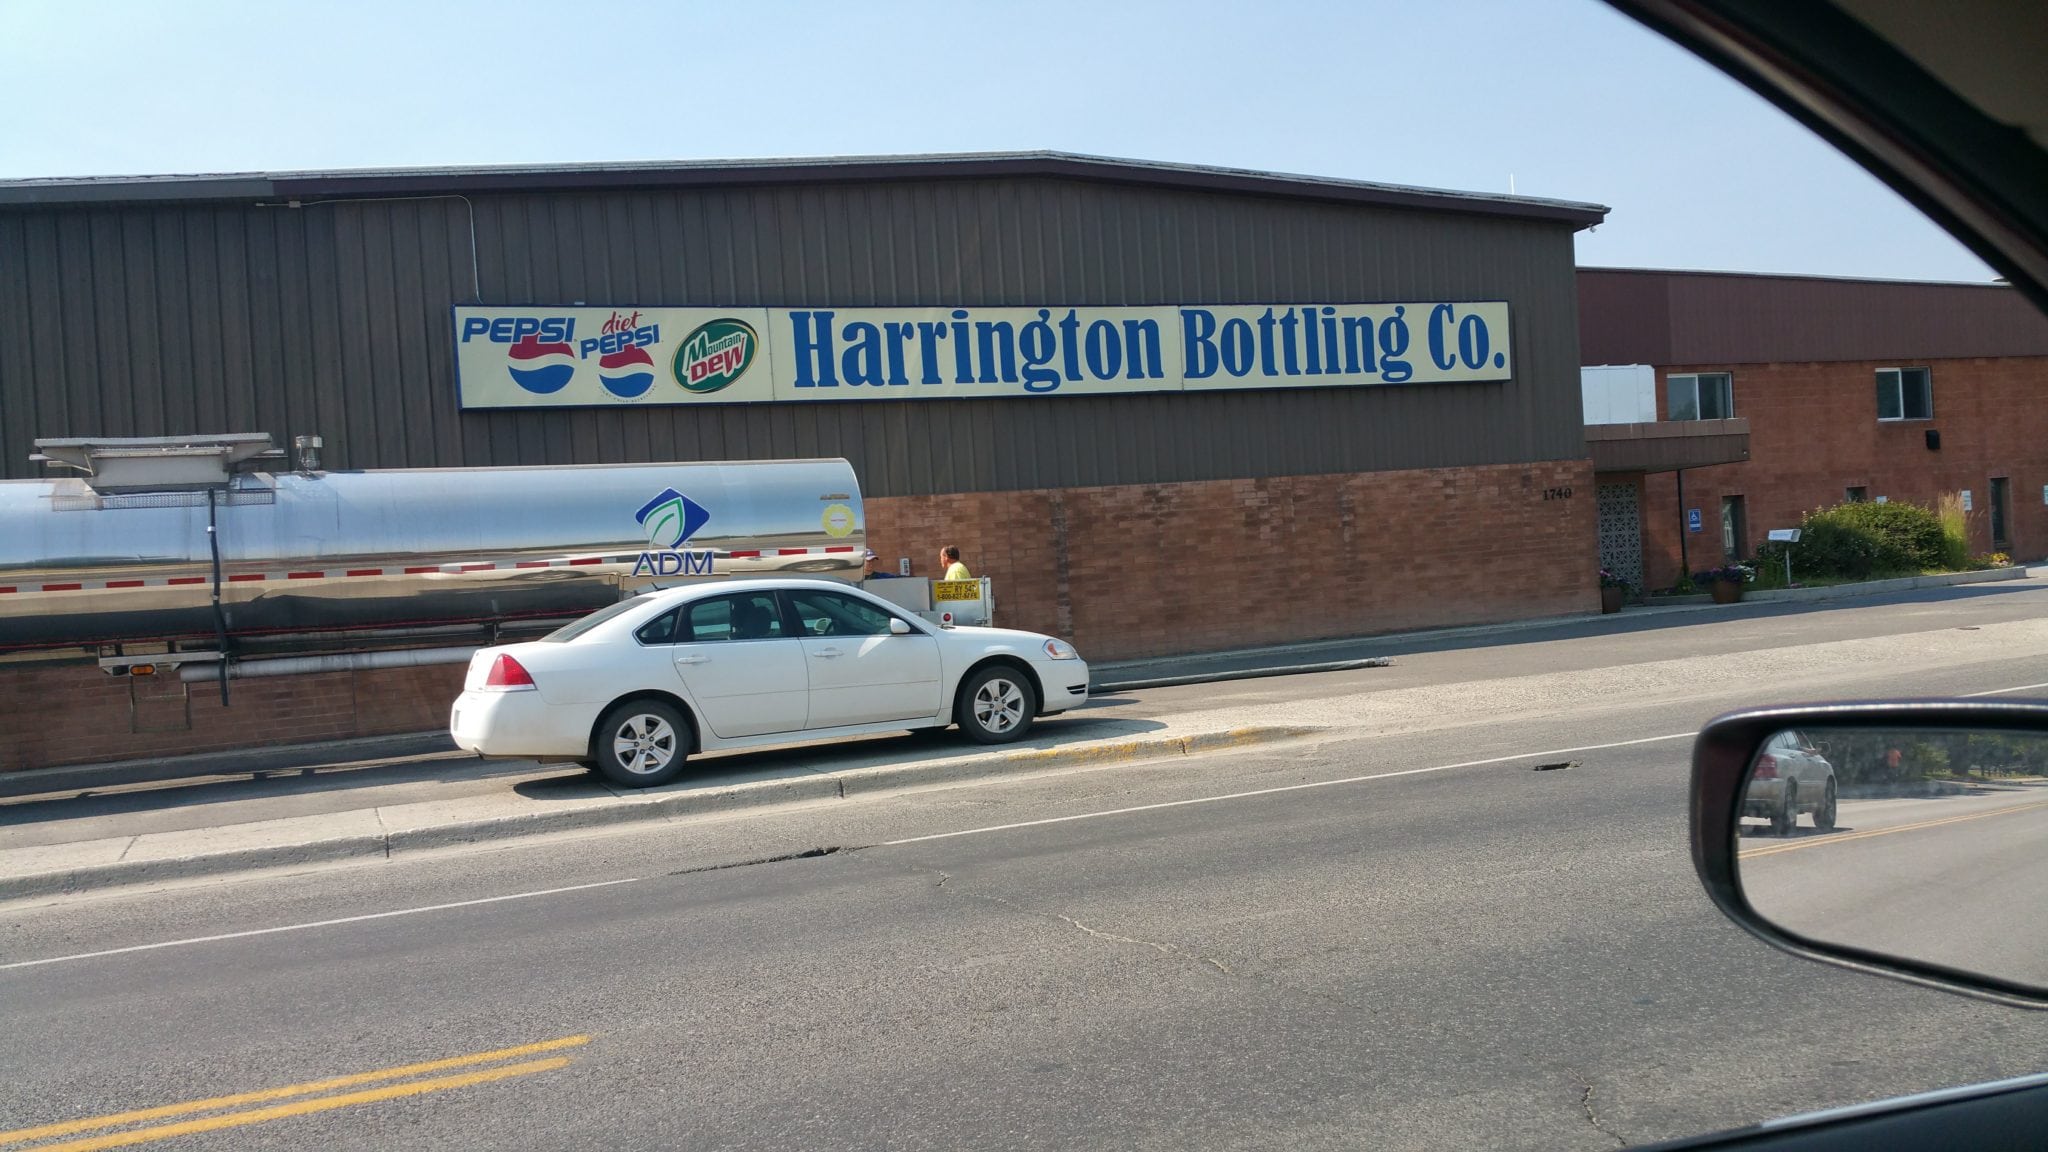 PEPSI
diet
PEPSI
Mountain
Dew
Harrington Bottling Co.
1740
ADM